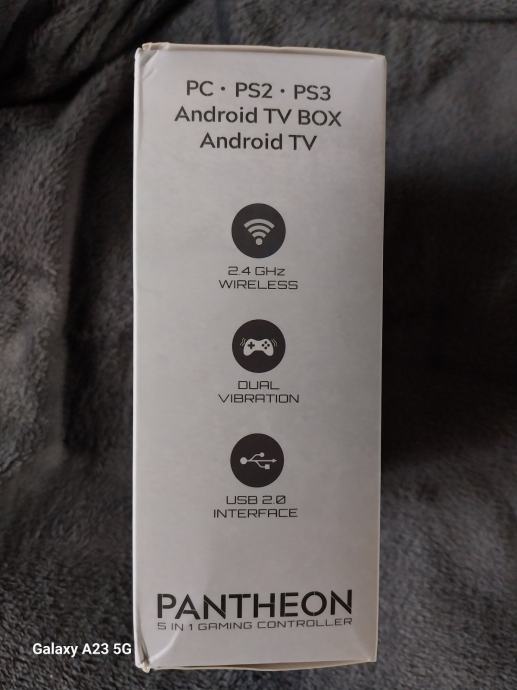 PC • PS2 • PS3
Android TV BOX
Android TV
2.4 GHz
WIRELESS
DUAL
VIBRATION
USB 2.0
INTERFACE
PANTHEON
5 IN 1 GAMING CONTROLLER
Galaxy A23 5G